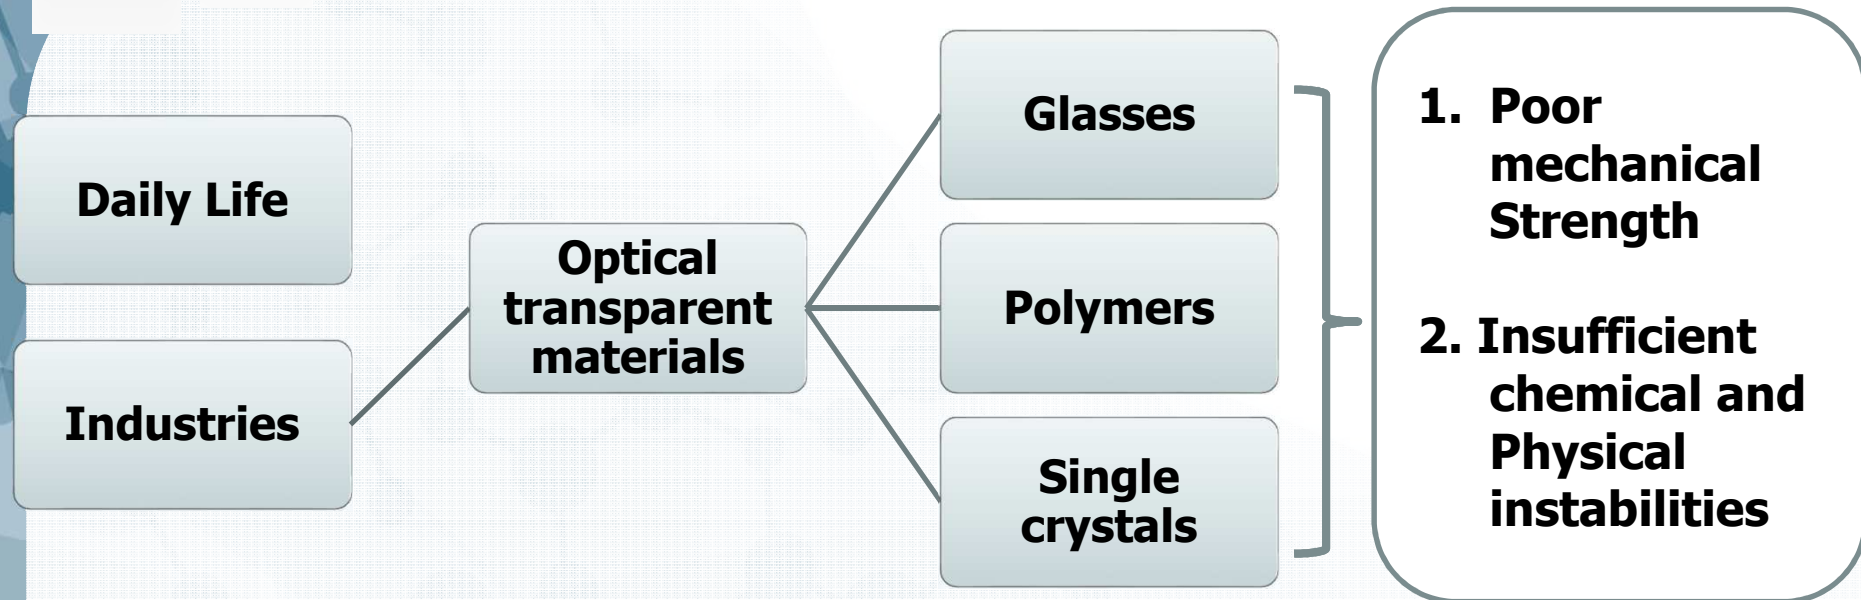 Daily Life
Industries
Optical
transparent
materials
Glasses
Polymers
Single
crystals
1. Poor
mechanical
Strength
2. Insufficient
chemical and
Physical
instabilities